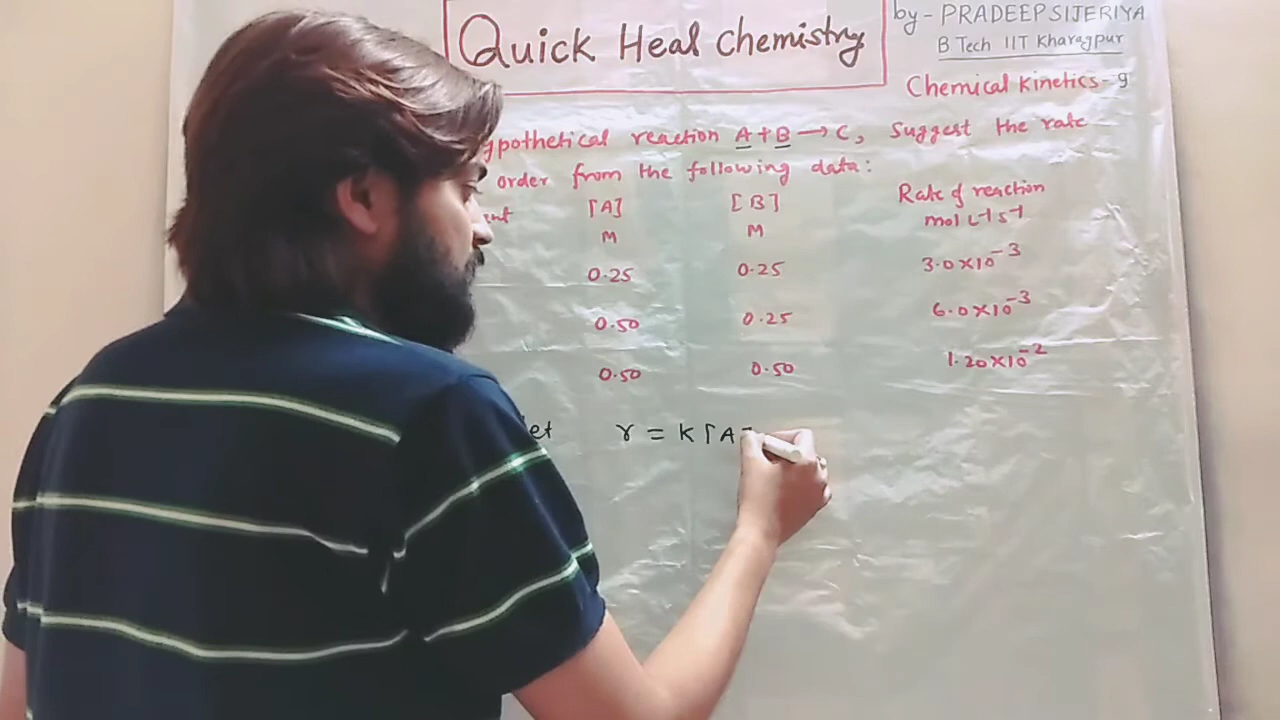 Quick Heal Chemistry
by- PRADEEP SIJERIYA
B Tech IIT Kharagpur
Chemical Kinetics-9
ypothetical reaction A+B → C, Suggest the rate
order from the following data:
[A] [B] Rate of reaction
M M mol L-1 s-1
0.25 0.25 3.0×10-3
0.50 0.25 6.0×10-3
0.50 0.50 1.20×10-2
et r = K[A]